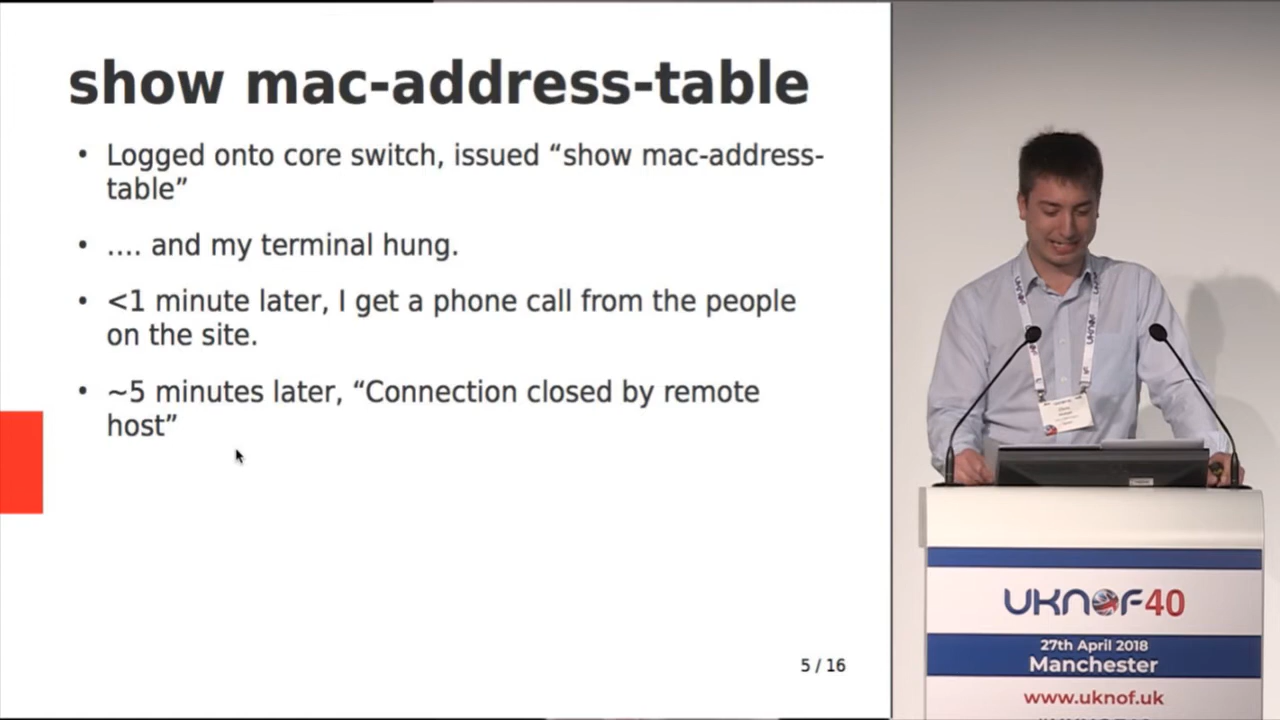 show mac-address-table
• Logged onto core switch, issued “show mac-address-
table”
• .... and my terminal hung.
• <1 minute later, I get a phone call from the people
on the site.
• ~5 minutes later, “Connection closed by remote
host”
5 / 16
UKNOF
UKNOF40
27th April 2018
Manchester
www.uknof.uk